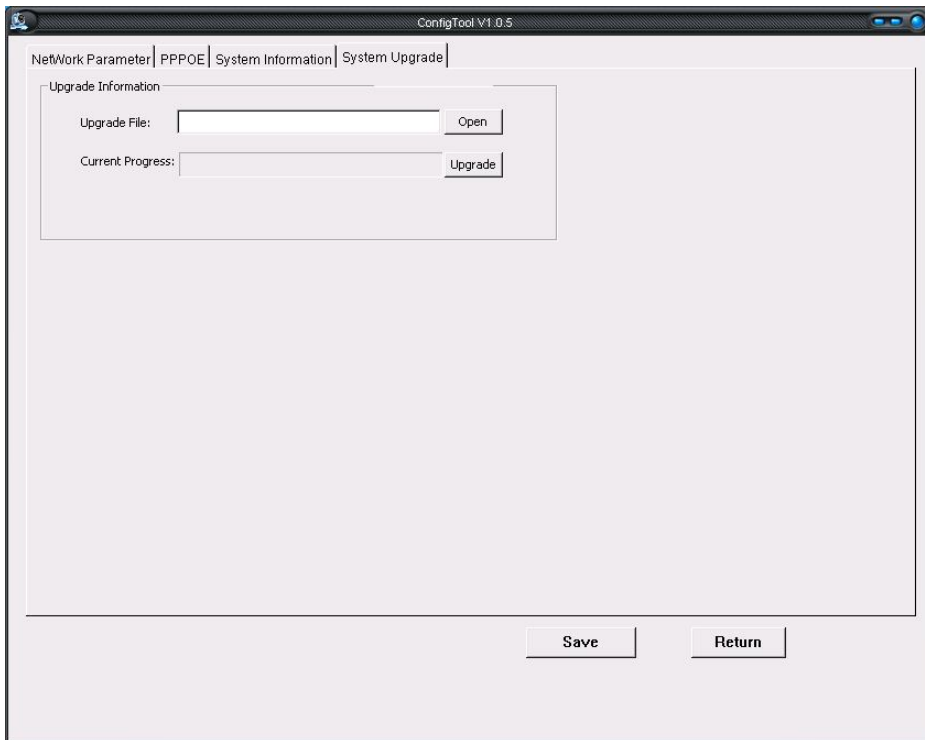 ConfigTool V1.0.5
NetWork Parameter PPPOE System Information System Upgrade
Upgrade Information
Upgrade File: Open
Current Progress: Upgrade
Save Return